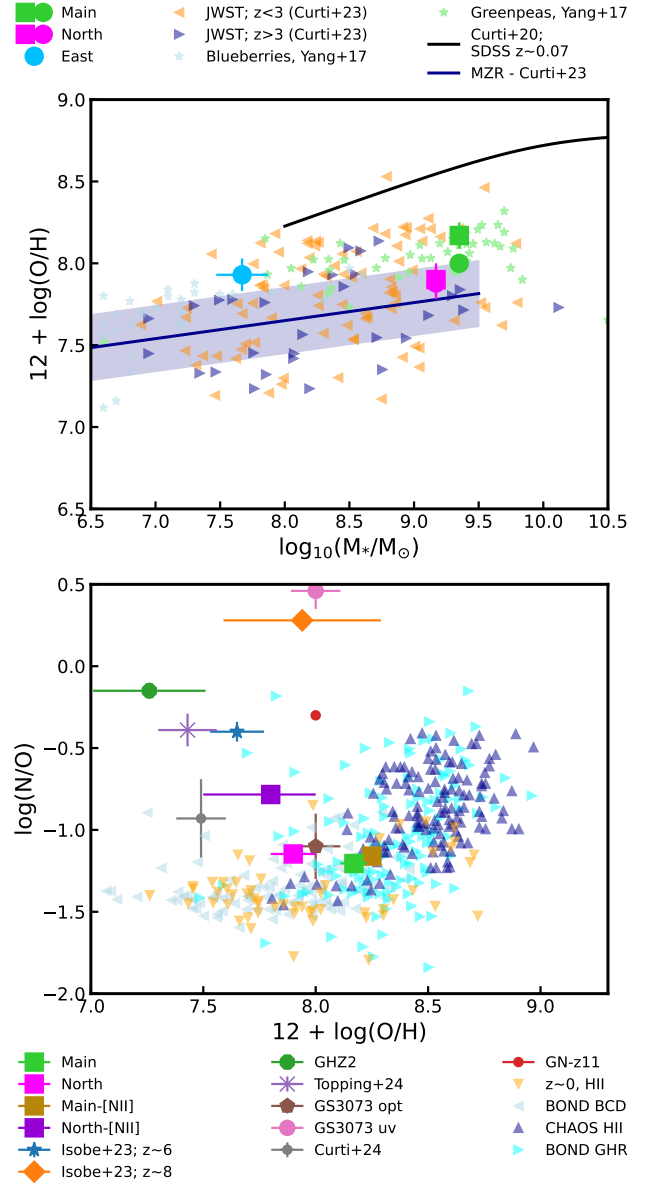 Main
North
East
JWST; z<3 (Curti+23)
JWST; z>3 (Curti+23)
Blueberries, Yang+17
Greenpeas, Yang+17
Curti+20;
SDSS z~0.07
MZR - Curti+23
12 + log(O/H)
9.0
8.5
8.0
7.5
7.0
6.5
6.5 7.0 7.5 8.0 8.5 9.0 9.5 10.0 10.5
log₁₀(M*/M⊙)
log(N/O)
0.5
0.0
−0.5
−1.0
−1.5
−2.0
7.0 7.5 8.0 8.5 9.0
12 + log(O/H)
Main
North
Main-[NII]
North-[NII]
Isobe+23; z~6
Isobe+23; z~8
GHZ2
Topping+24
GS3073 opt
GS3073 uv
Curti+24
GN-z11
z~0, HII
BOND BCD
CHAOS HII
BOND GHR